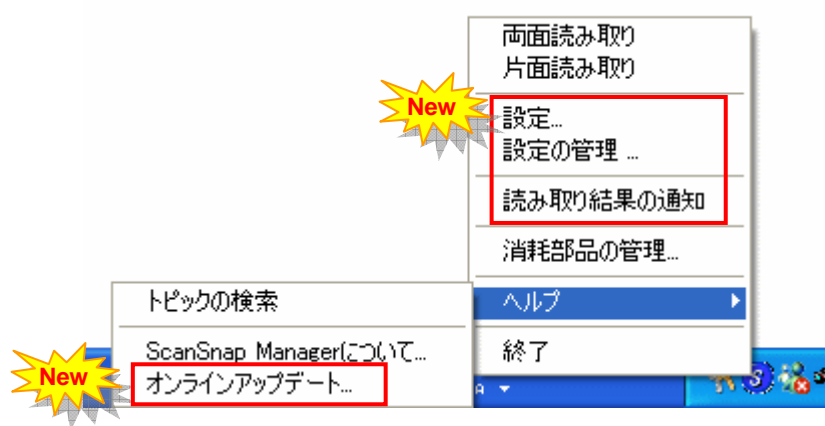 両面読み取り
片面読み取り
New
設定...
設定の管理 ...
読み取り結果の通知
消耗部品の管理...
ヘルプ
終了
トピックの検索
ScanSnap Managerについて...
New
オンラインアップデート...
A
S